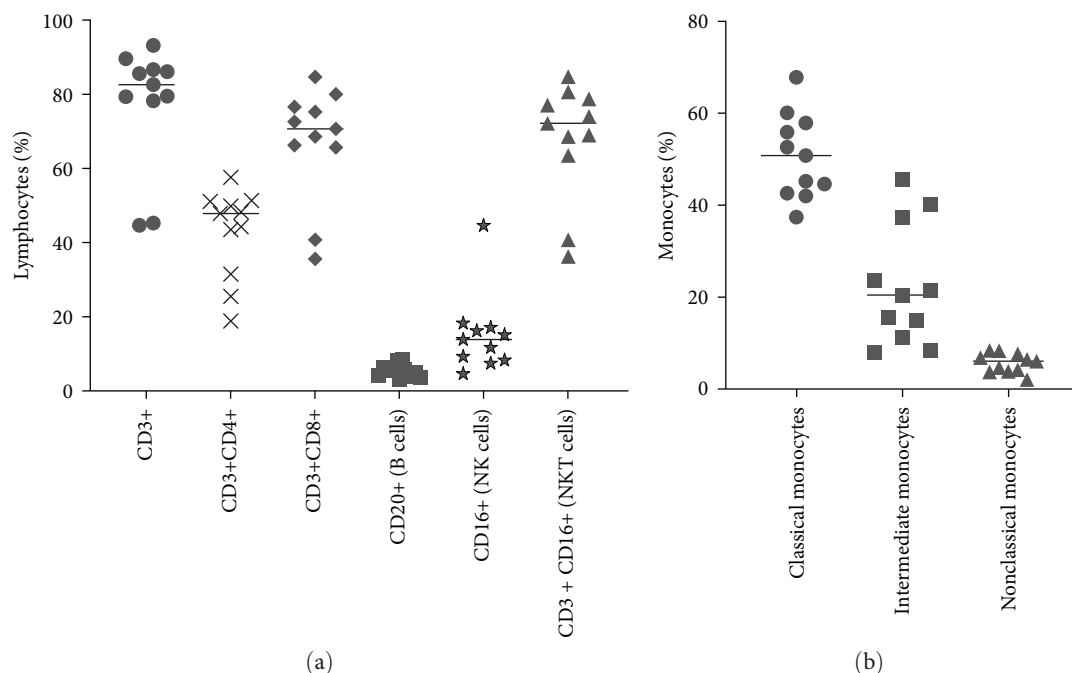 100
80
60
40
20
0
Lymphocytes (%)
CD3+
CD3+CD4+
CD3+CD8+
CD20+ (B cells)
CD16+ (NK cells)
CD3 + CD16+ (NKT cells)
(a)
80
60
40
20
0
Monocytes (%)
Classical monocytes
Intermediate monocytes
Nonclassical monocytes
(b)